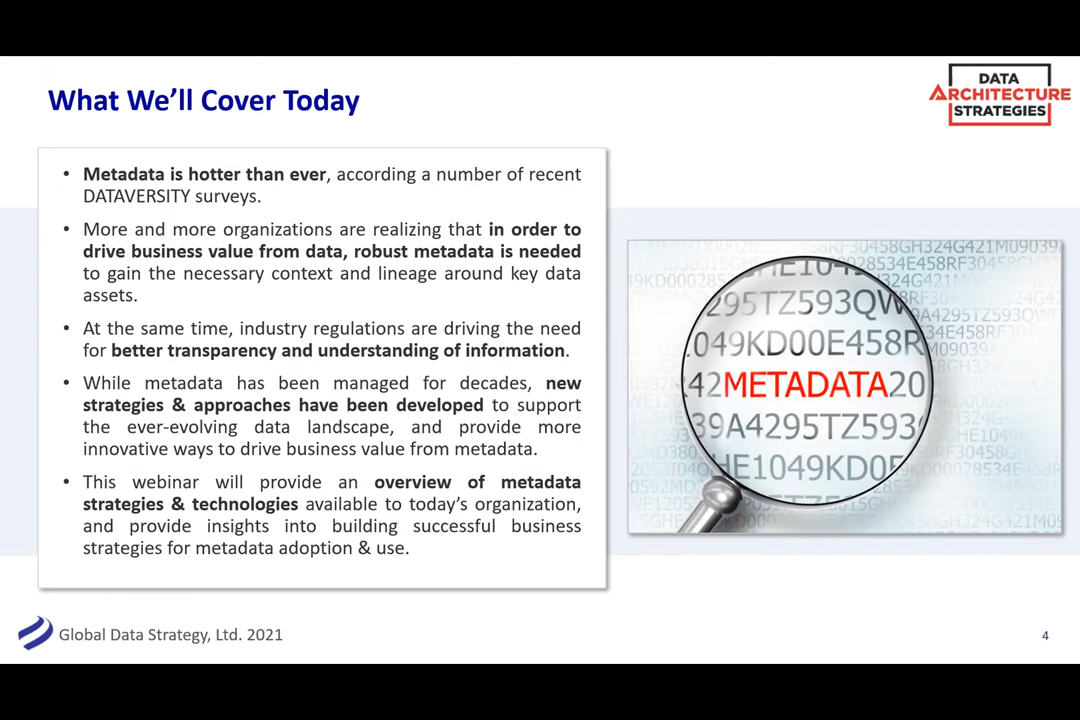 What We'll Cover Today
DATA
ARCHITECTURE
STRATEGIES
• Metadata is hotter than ever, according a number of recent
DATAVERSITY surveys.
• More and more organizations are realizing that in order to
drive business value from data, robust metadata is needed
to gain the necessary context and lineage around key data
assets.
• At the same time, industry regulations are driving the need
for better transparency and understanding of information.
• While metadata has been managed for decades, new
strategies & approaches have been developed to support
the ever-evolving data landscape, and provide more
innovative ways to drive business value from metadata.
• This webinar will provide an overview of metadata
strategies & technologies available to today's organization,
and provide insights into building successful business
strategies for metadata adoption & use.
295TZ593QW
049KD00E458R
42METADATA20
39A4295TZ593
HE1049KD0E
Global Data Strategy, Ltd. 2021
4